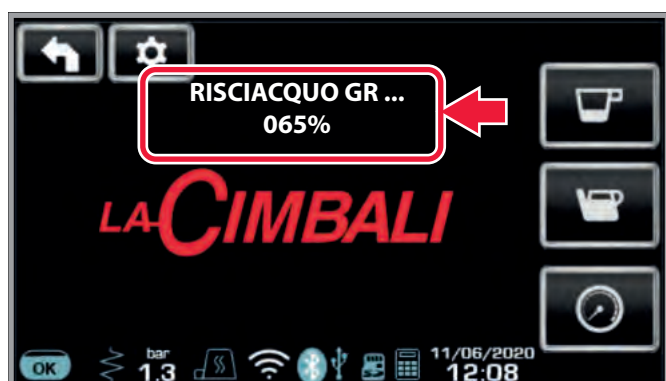 RISCIACQUO GR ...
065%
LA CIMBALI
OK
bar
1.3
11/06/2020
12:08